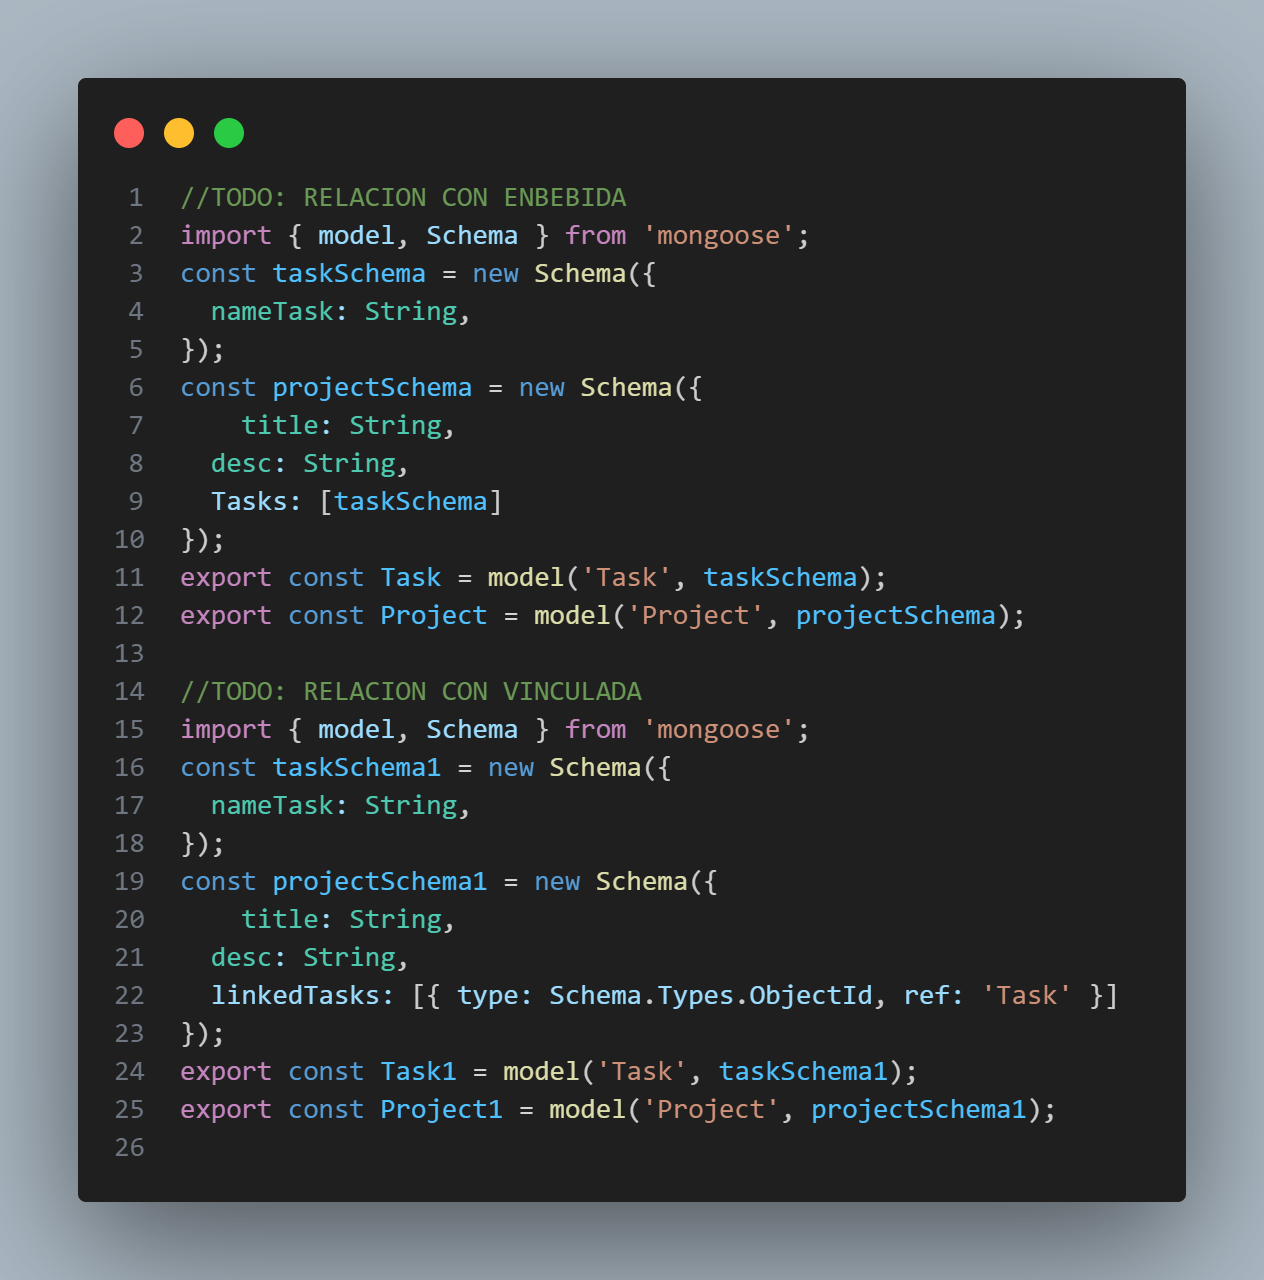 1 //TODO: RELACION CON ENBEBIDA
2 import { model, Schema } from 'mongoose';
3 const taskSchema = new Schema({
4   nameTask: String,
5 });
6 const projectSchema = new Schema({
7     title: String,
8   desc: String,
9   Tasks: [taskSchema]
10 });
11 export const Task = model('Task', taskSchema);
12 export const Project = model('Project', projectSchema);
13
14 //TODO: RELACION CON VINCULADA
15 import { model, Schema } from 'mongoose';
16 const taskSchema1 = new Schema({
17   nameTask: String,
18 });
19 const projectSchema1 = new Schema({
20     title: String,
21   desc: String,
22   linkedTasks: [{ type: Schema.Types.ObjectId, ref: 'Task' }]
23 });
24 export const Task1 = model('Task', taskSchema1);
25 export const Project1 = model('Project', projectSchema1);
26